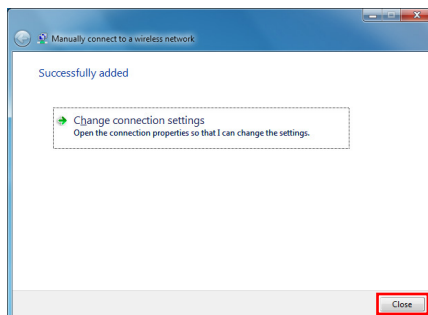 Manually connect to a wireless network
Successfully added
Change connection settings
Open the connection properties so that I can change the settings.
Close